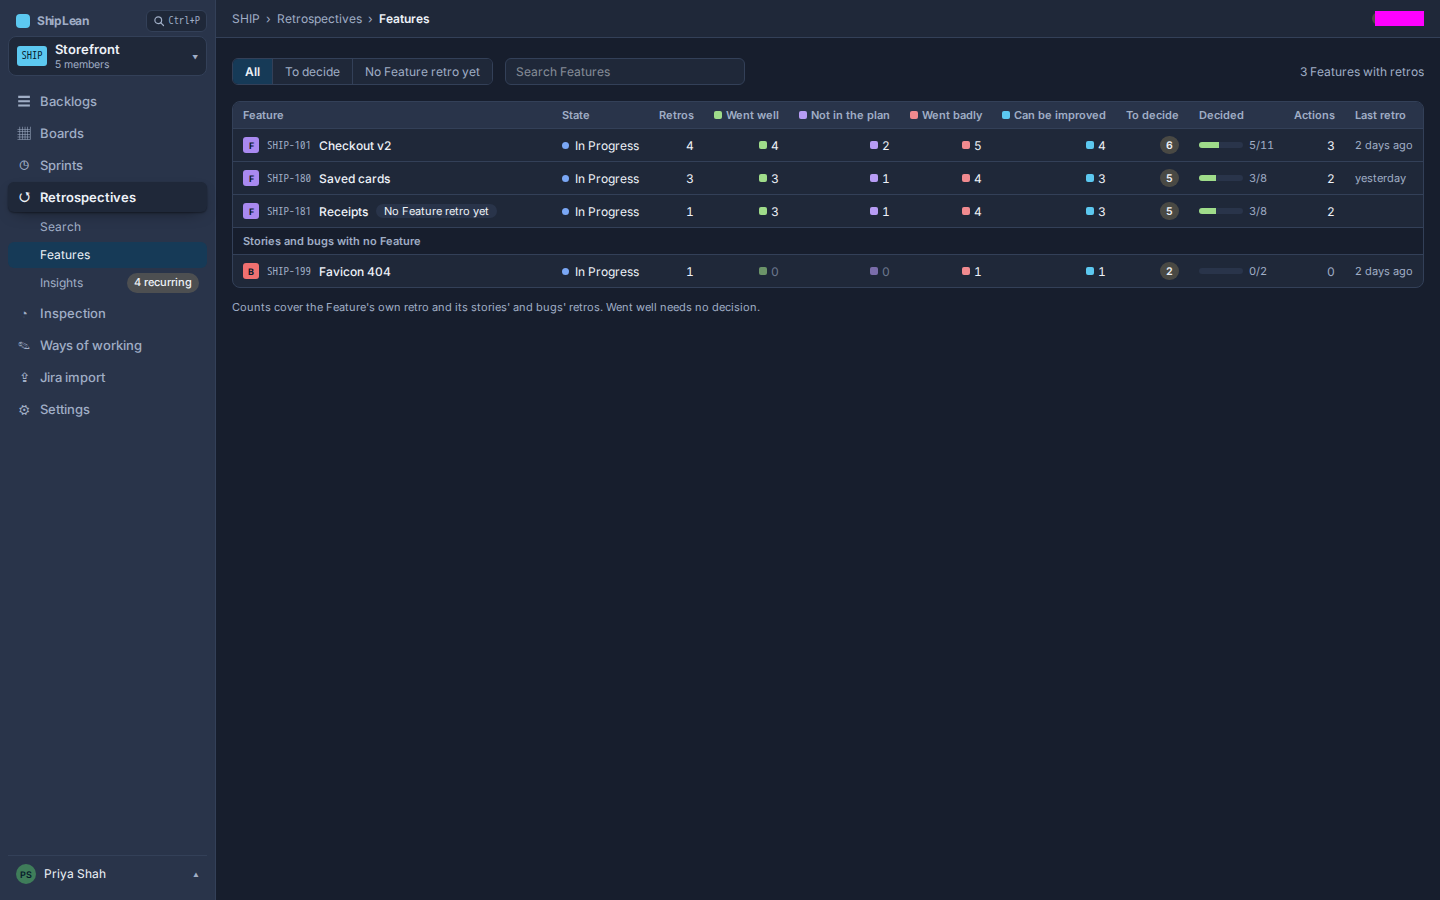 ShipLean Ctrl+P
SHIP Storefront
5 members
Backlogs
Boards
Sprints
Retrospectives
Search
Features
Insights 4 recurring
Inspection
Ways of working
Jira import
Settings
PS Priya Shah
SHIP › Retrospectives › Features
All To decide No Feature retro yet Search Features 3 Features with retros
Feature State Retros Went well Not in the plan Went badly Can be improved To decide Decided Actions Last retro
F SHIP-101 Checkout v2 In Progress 4 4 2 5 4 6 5/11 3 2 days ago
F SHIP-180 Saved cards In Progress 3 3 1 4 3 5 3/8 2 yesterday
F SHIP-181 Receipts No Feature retro yet In Progress 1 3 1 4 3 5 3/8 2
Stories and bugs with no Feature
B SHIP-199 Favicon 404 In Progress 1 0 0 1 1 2 0/2 0 2 days ago
Counts cover the Feature's own retro and its stories' and bugs' retros. Went well needs no decision.